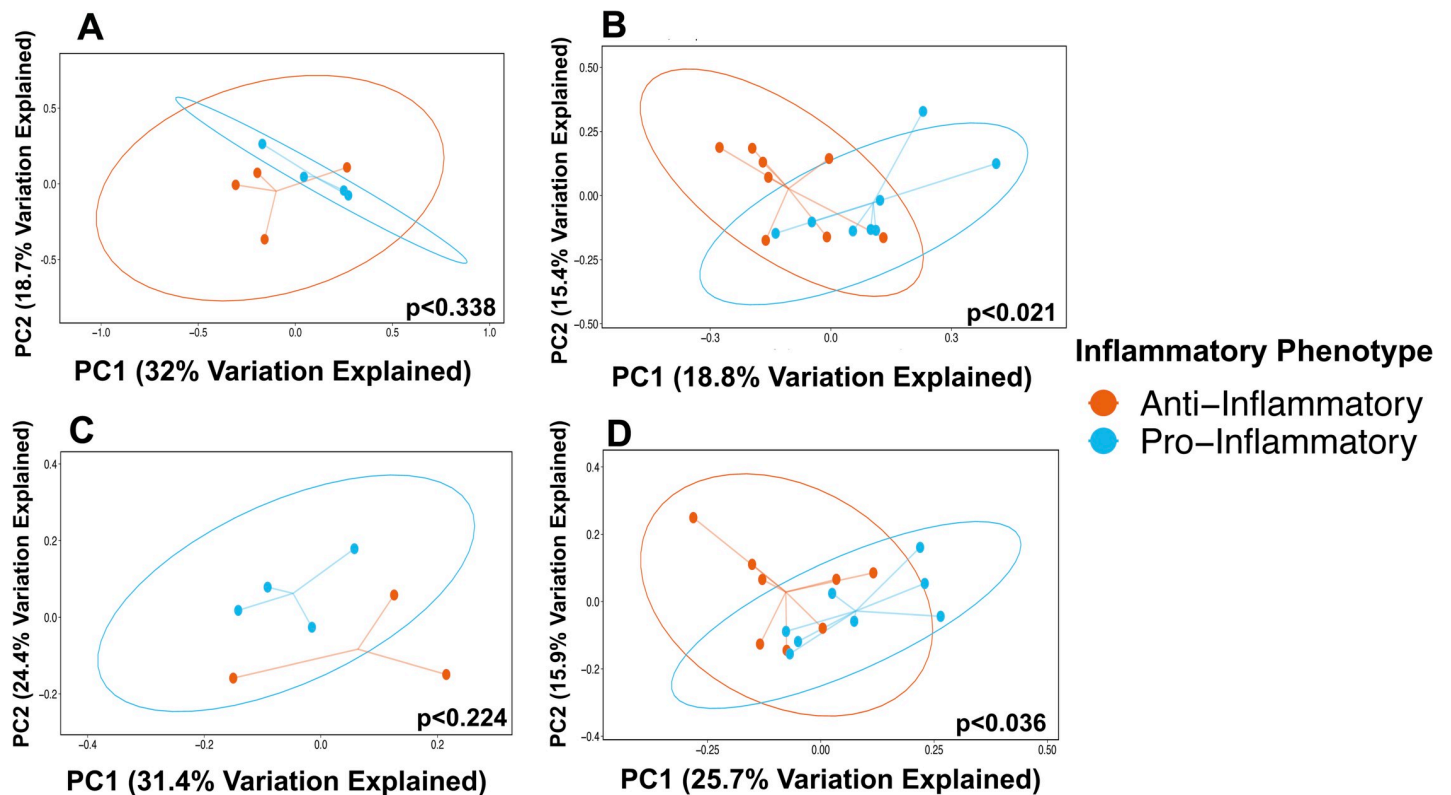 A
PC2 (18.7% Variation Explained)
0.5
0.0
−0.5
−1.0 −0.5 0.0 0.5 1.0
p<0.338
PC1 (32% Variation Explained)
B
PC2 (15.4% Variation Explained)
0.50
0.25
0.00
−0.25
−0.50
−0.3 0.0 0.3
p<0.021
PC1 (18.8% Variation Explained)
Inflammatory Phenotype
Anti−Inflammatory
Pro−Inflammatory
C
PC2 (24.4% Variation Explained)
0.4
0.2
0.0
−0.2
−0.4 −0.2 0.0 0.2
p<0.224
PC1 (31.4% Variation Explained)
D
PC2 (15.9% Variation Explained)
0.4
0.2
0.0
−0.2
−0.4
−0.25 0.00 0.25 0.50
p<0.036
PC1 (25.7% Variation Explained)